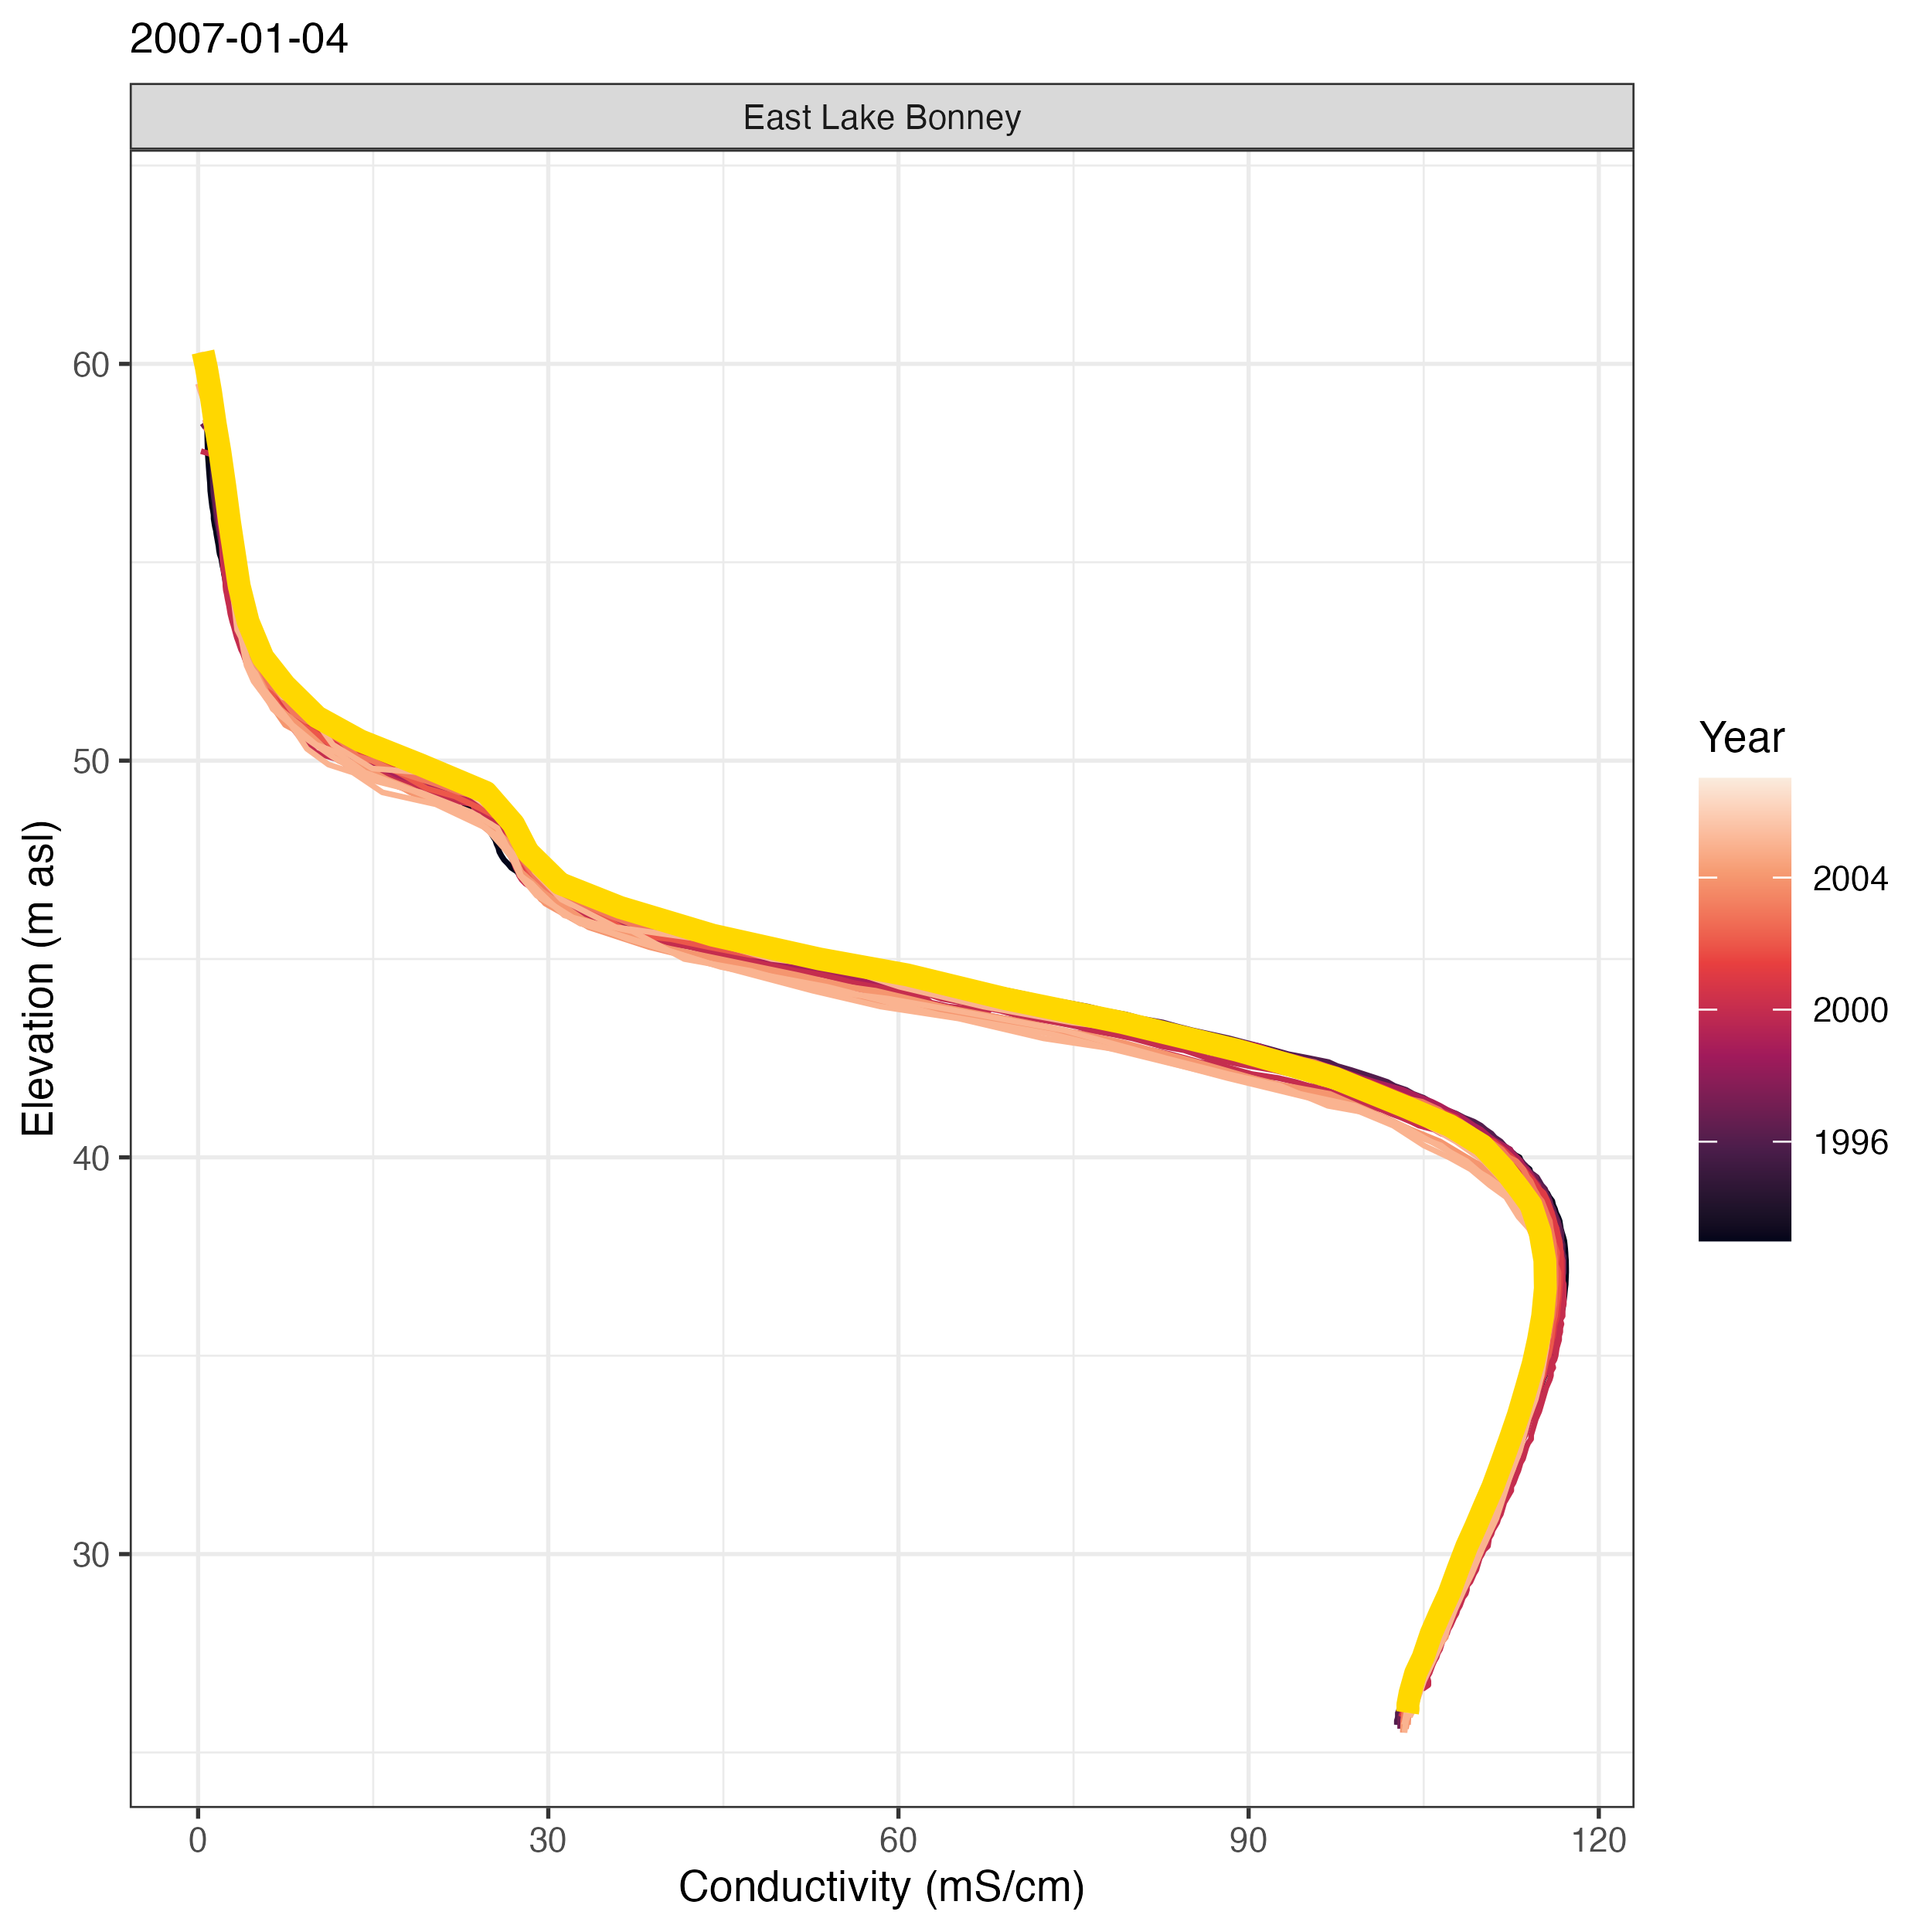 2007-01-04
East Lake Bonney
60
50
40
30
Elevation (m asl)
0 30 60 90 120
Conductivity (mS/cm)
Year
2004
2000
1996